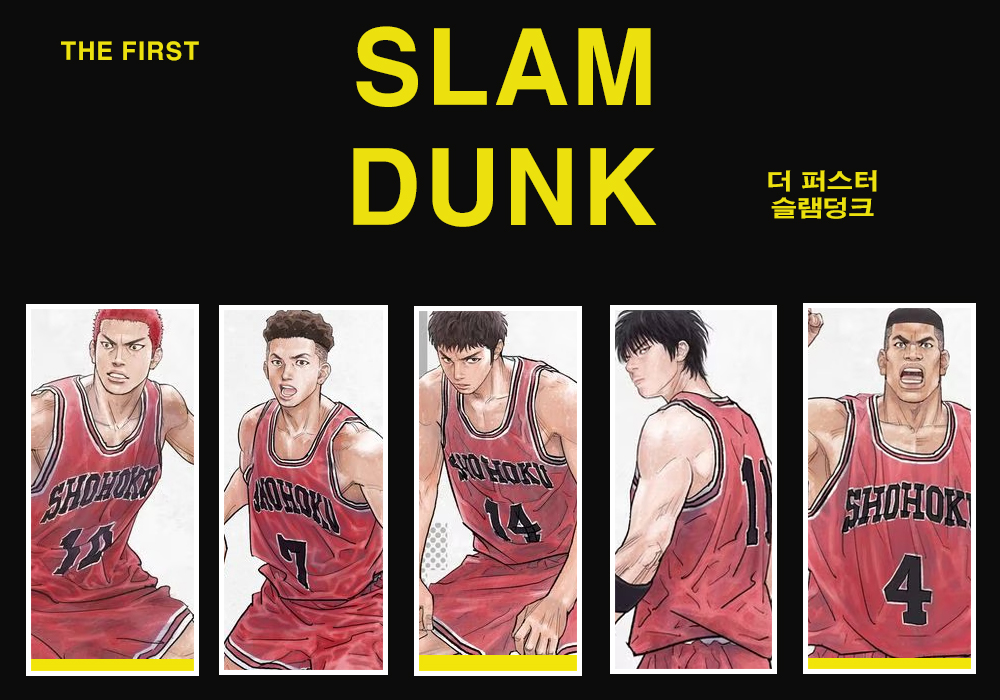 THE FIRST
SLAM
DUNK
더 퍼스터
슬램덩크
SHOHOKU
10
SHOHOKU
7
SHOHOKU
14
11
SHOHOKU
4